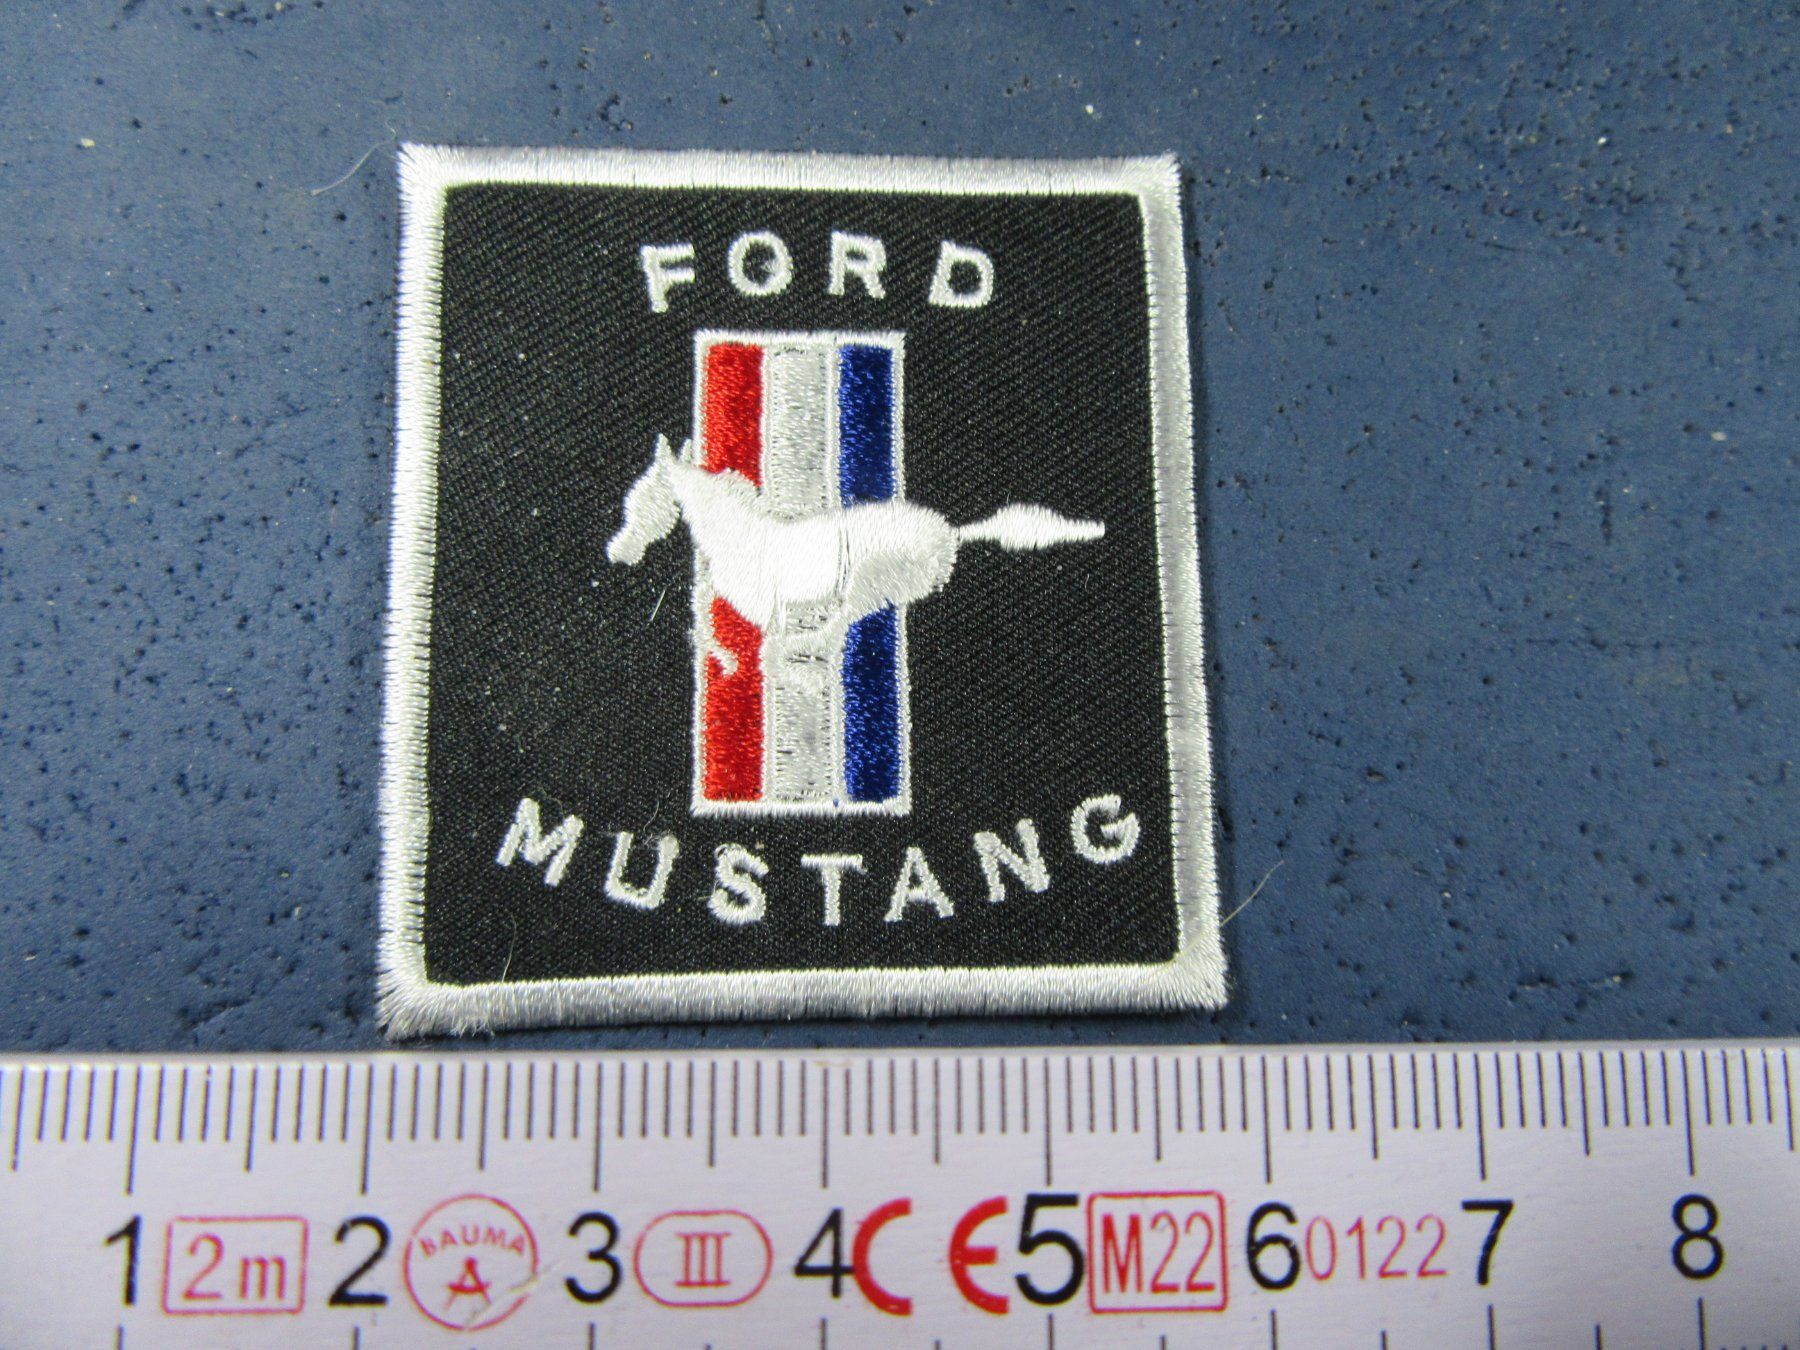 FORD
MUSTANG
1 2m 2 BAUMA A 3 III 4 CE 5 M22 6 0122 7 8